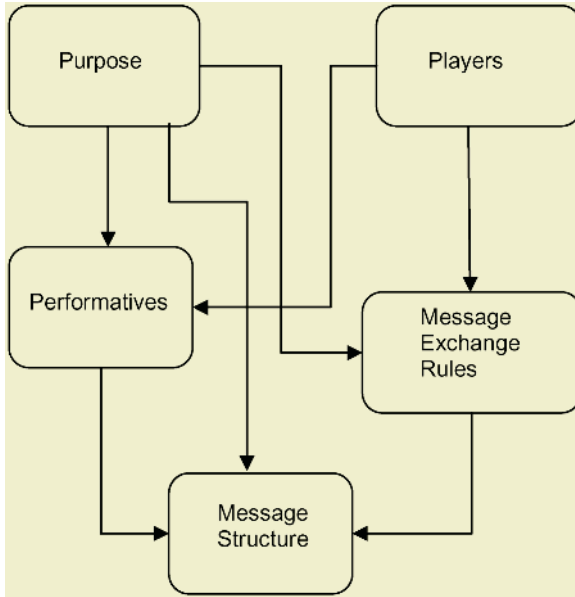 Purpose
Players
Performatives
Message
Exchange
Rules
Message
Structure